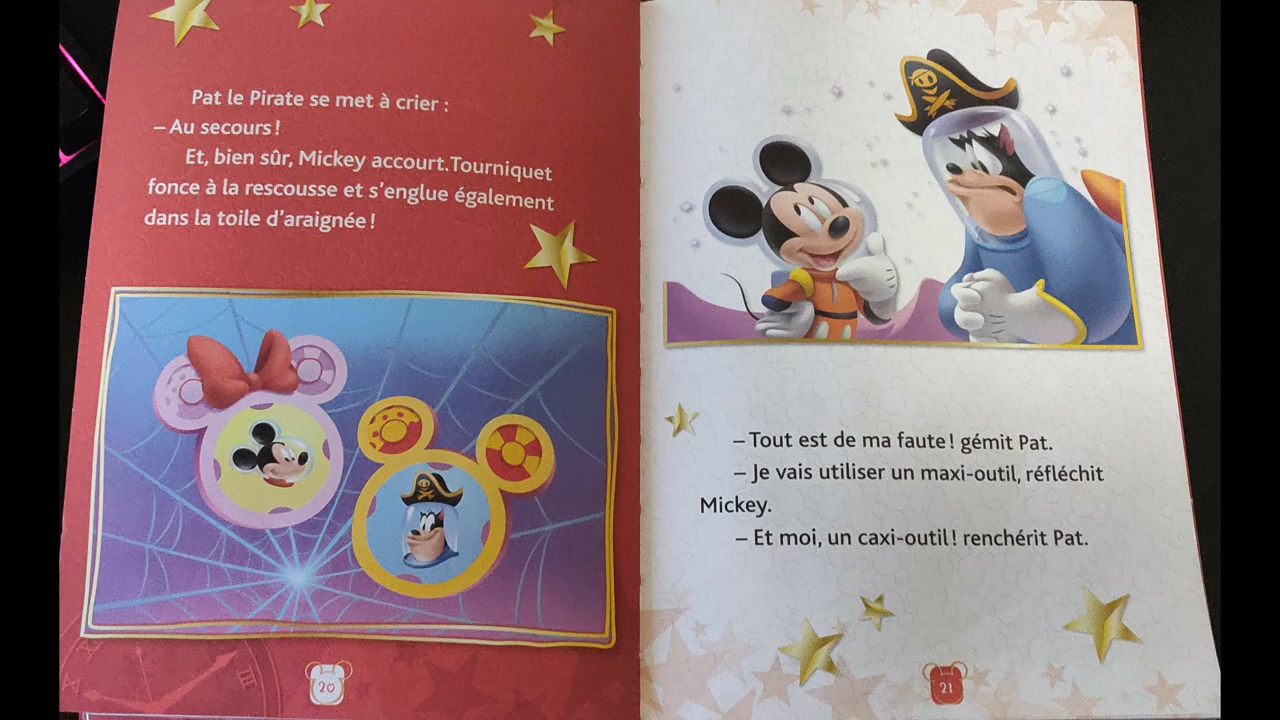 Pat le Pirate se met à crier :
– Au secours !
Et, bien sûr, Mickey accourt.Tourniquet
fonce à la rescousse et s'englue également
dans la toile d'araignée !
20
– Tout est de ma faute ! gémit Pat.
– Je vais utiliser un maxi-outil, réfléchit
Mickey.
– Et moi, un caxi-outil ! renchérit Pat.
21